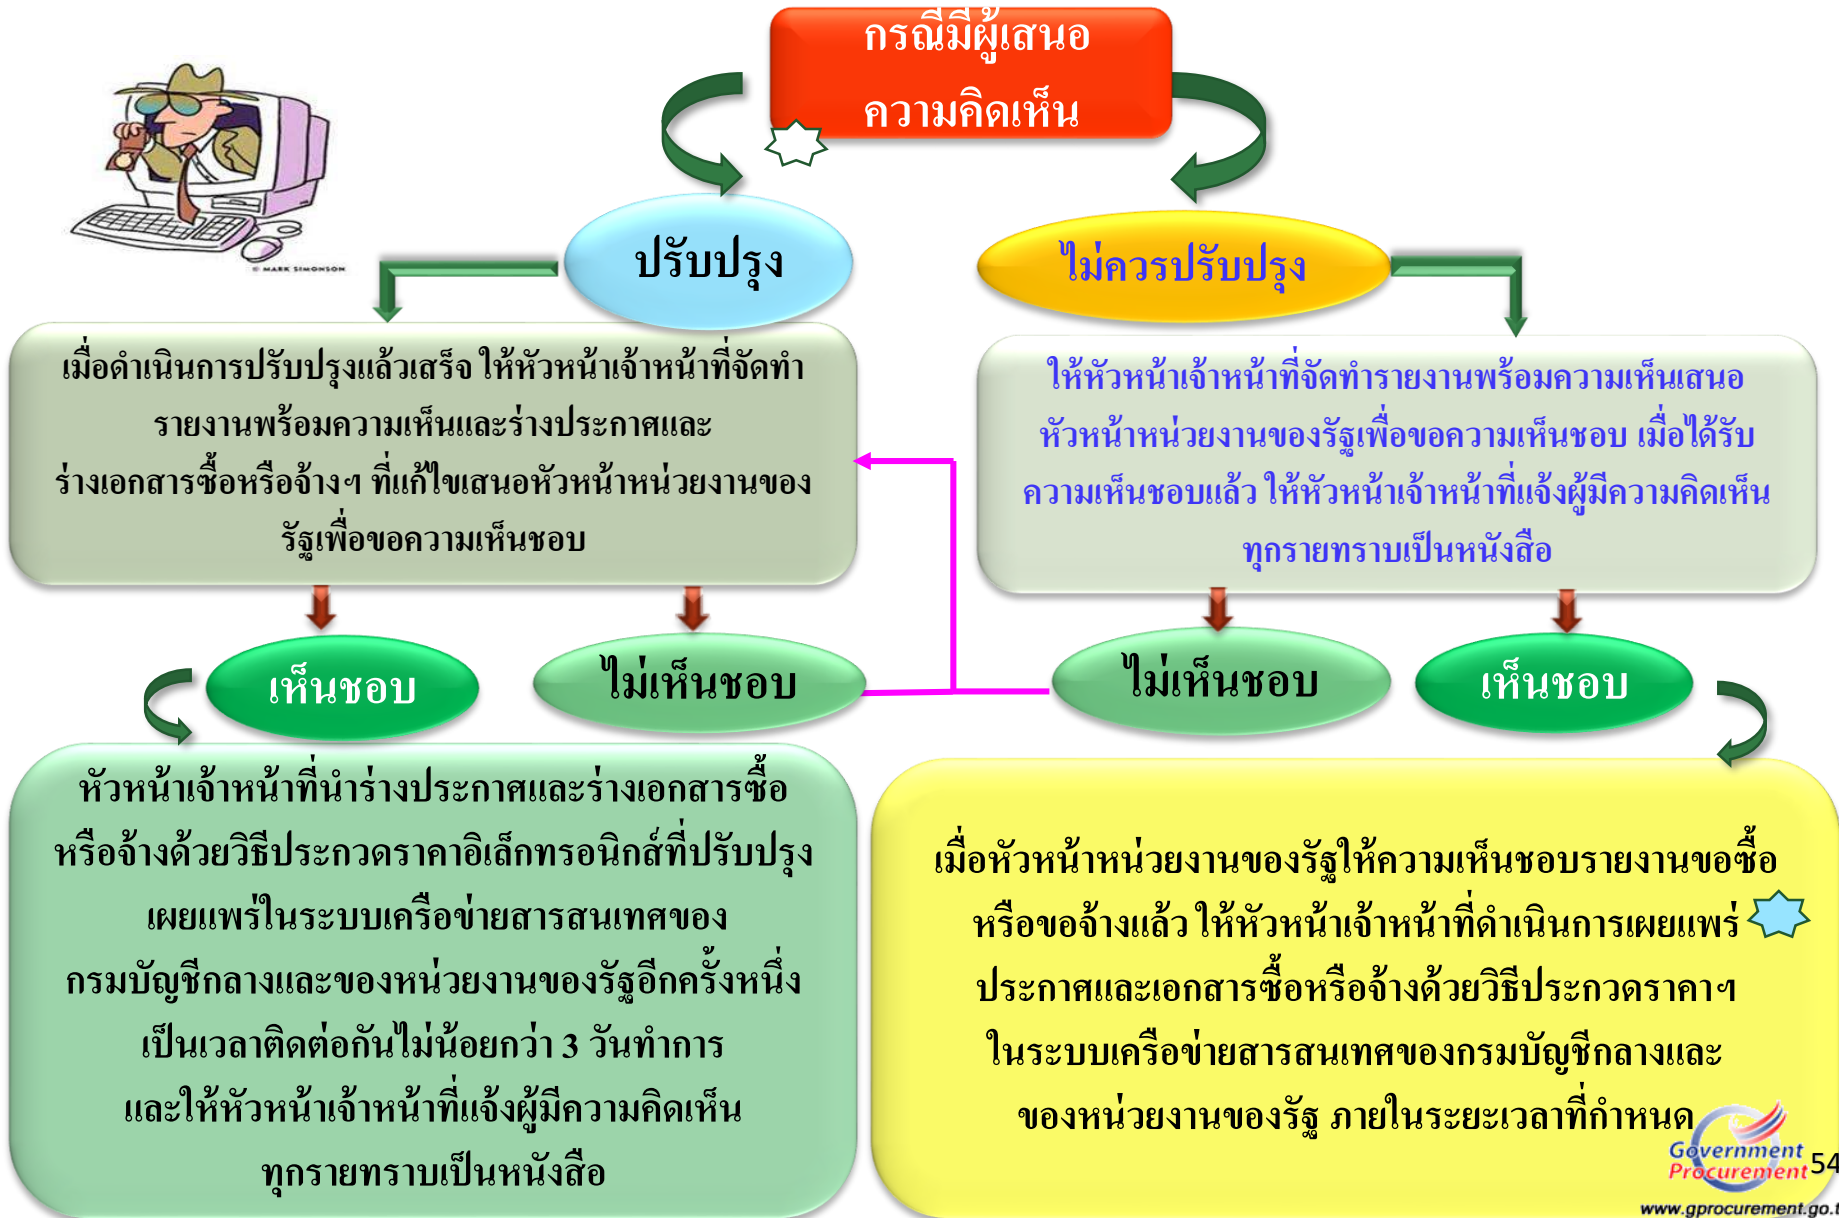 กรณีมีผู้เสนอ
ความคิดเห็น
© MARK SIMONSON
ปรับปรุง
ไม่ควรปรับปรุง
เมื่อดำเนินการปรับปรุงแล้วเสร็จ ให้หัวหน้าเจ้าหน้าที่จัดทำ
รายงานพร้อมความเห็นและร่างประกาศและ
ร่างเอกสารซื้อหรือจ้างฯ ที่แก้ไขเสนอหัวหน้าหน่วยงานของ
รัฐเพื่อขอความเห็นชอบ
ให้หัวหน้าเจ้าหน้าที่จัดทำรายงานพร้อมความเห็นเสนอ
หัวหน้าหน่วยงานของรัฐเพื่อขอความเห็นชอบ เมื่อได้รับ
ความเห็นชอบแล้ว ให้หัวหน้าเจ้าหน้าที่แจ้งผู้มีความคิดเห็น
ทุกรายทราบเป็นหนังสือ
เห็นชอบ
ไม่เห็นชอบ
ไม่เห็นชอบ
เห็นชอบ
หัวหน้าเจ้าหน้าที่นำร่างประกาศและร่างเอกสารซื้อ
หรือจ้างด้วยวิธีประกวดราคาอิเล็กทรอนิกส์ที่ปรับปรุง
เผยแพร่ในระบบเครือข่ายสารสนเทศของ
กรมบัญชีกลางและของหน่วยงานของรัฐอีกครั้งหนึ่ง
เป็นเวลาติดต่อกันไม่น้อยกว่า 3 วันทำการ
และให้หัวหน้าเจ้าหน้าที่แจ้งผู้มีความคิดเห็น
ทุกรายทราบเป็นหนังสือ
เมื่อหัวหน้าหน่วยงานของรัฐให้ความเห็นชอบรายงานขอซื้อ
หรือขอจ้างแล้ว ให้หัวหน้าเจ้าหน้าที่ดำเนินการเผยแพร่
ประกาศและเอกสารซื้อหรือจ้างด้วยวิธีประกวดราคาฯ
ในระบบเครือข่ายสารสนเทศของกรมบัญชีกลางและ
ของหน่วยงานของรัฐ ภายในระยะเวลาที่กำหนด
Government
Procurement
54
www.gprocurement.go.t